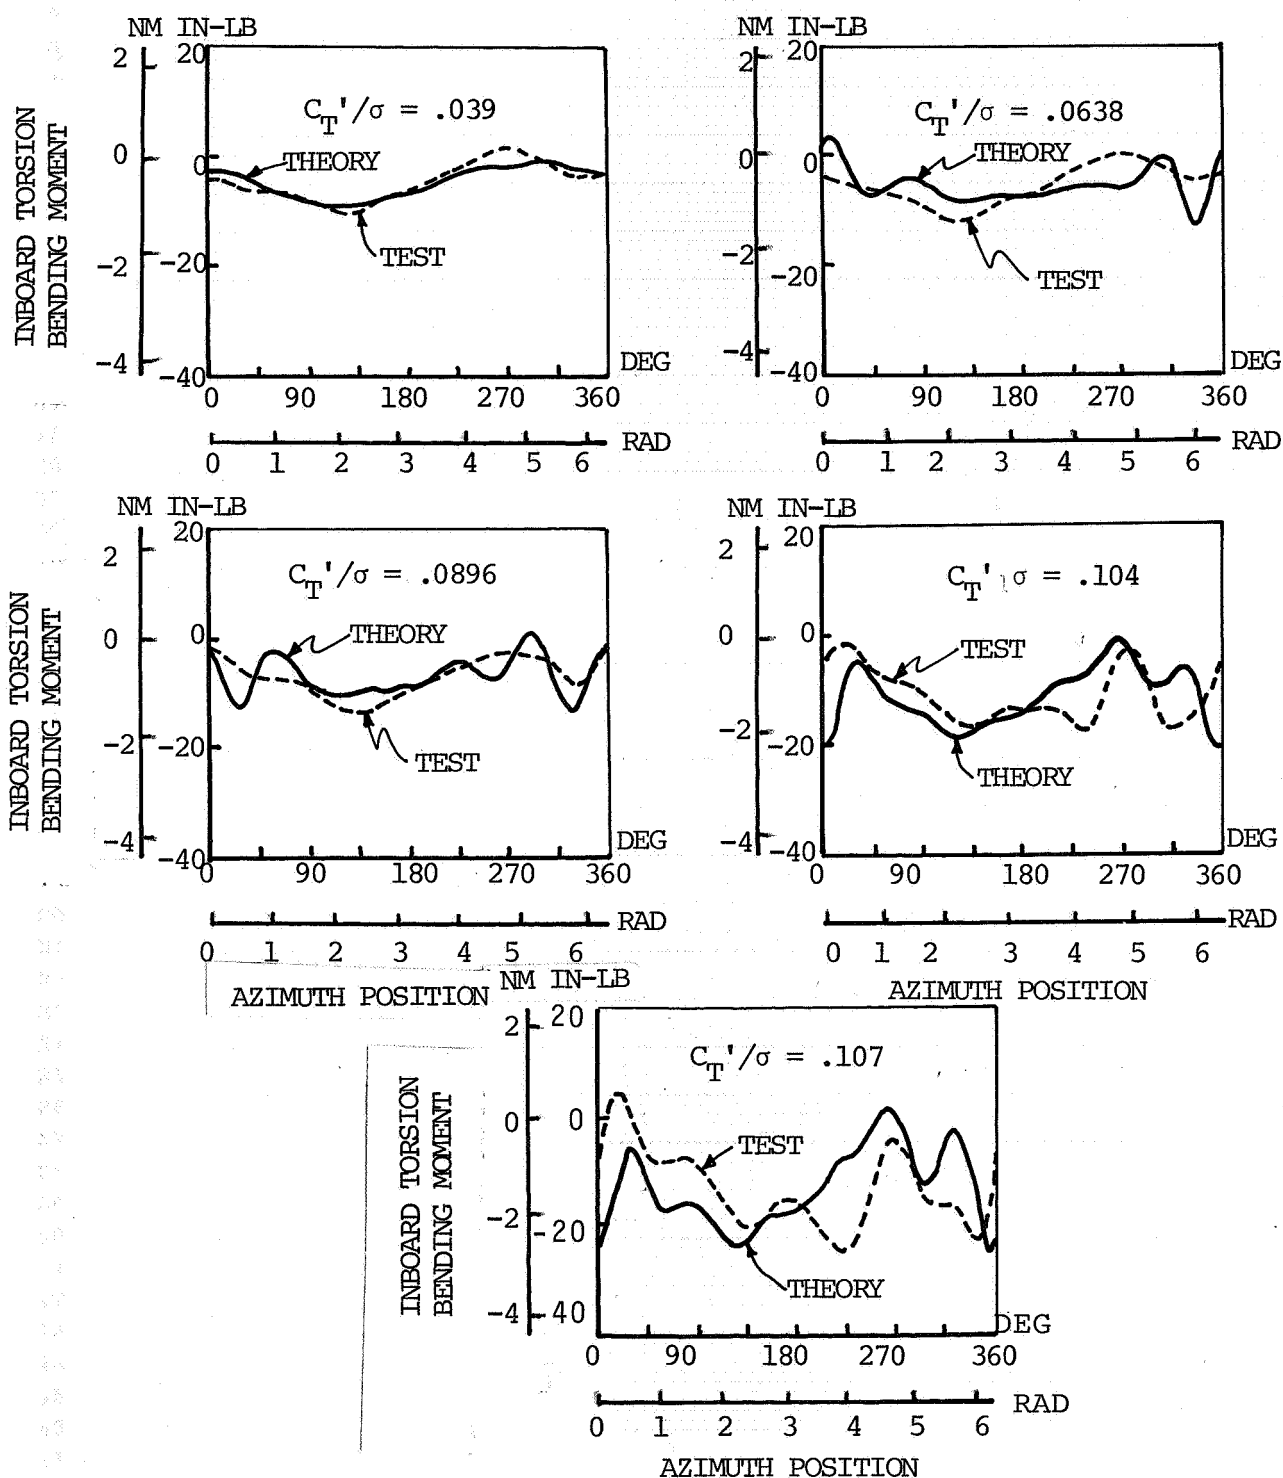 NM IN-LB
INBOARD TORSION
BENDING MOMENT
2
0
-2
-4
20
0
-20
-40
C_T'/σ = .039
THEORY
TEST
DEG
0 90 180 270 360
RAD
0 1 2 3 4 5 6
NM IN-LB
2
0
-2
-4
20
0
-20
-40
C_T'/σ = .0638
THEORY
TEST
DEG
0 90 180 270 360
RAD
0 1 2 3 4 5 6
NM IN-LB
INBOARD TORSION
BENDING MOMENT
2
0
-2
-4
20
0
-20
-40
C_T'/σ = .0896
THEORY
TEST
DEG
0 90 180 270 360
RAD
0 1 2 3 4 5 6
AZIMUTH POSITION
NM IN-LB
2
0
-2
-4
20
0
-20
-40
C_T' σ = .104
TEST
THEORY
DEG
0 90 180 270 360
RAD
0 1 2 3 4 5 6
AZIMUTH POSITION
NM IN-LB
INBOARD TORSION
BENDING MOMENT
2
0
-2
-4
20
0
-20
-40
C_T'/σ = .107
TEST
THEORY
DEG
0 90 180 270 360
RAD
0 1 2 3 4 5 6
AZIMUTH POSITION